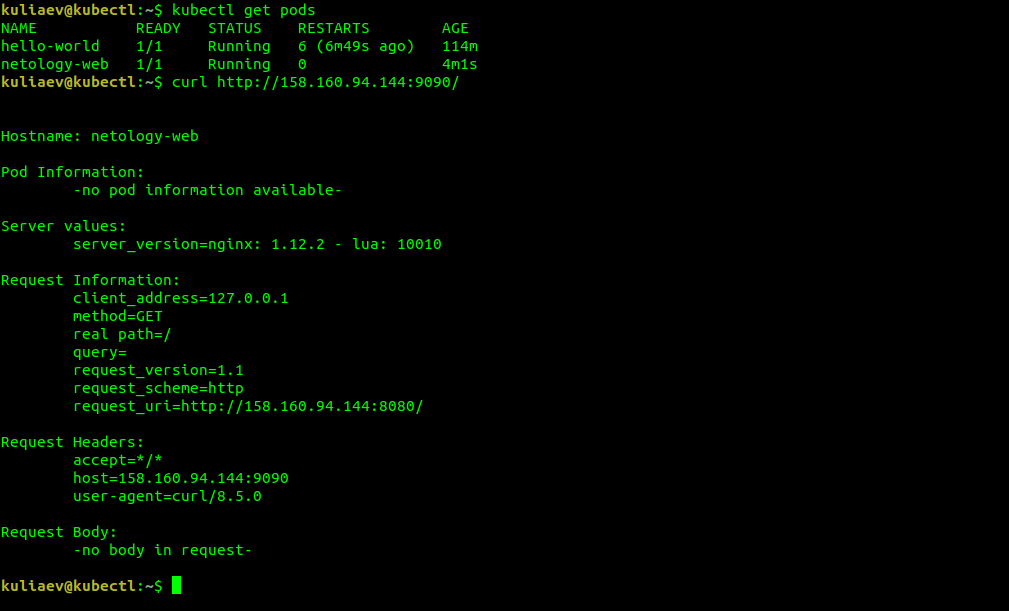 kuliaev@kubectl:~$ kubectl get pods
NAME           READY   STATUS    RESTARTS        AGE
hello-world    1/1     Running   6 (6m49s ago)   114m
netology-web   1/1     Running   0               4m1s
kuliaev@kubectl:~$ curl http://158.160.94.144:9090/
Hostname: netology-web
Pod Information:
        -no pod information available-
Server values:
        server_version=nginx: 1.12.2 - lua: 10010
Request Information:
        client_address=127.0.0.1
        method=GET
        real path=/
        query=
        request_version=1.1
        request_scheme=http
        request_uri=http://158.160.94.144:8080/
Request Headers:
        accept=*/*
        host=158.160.94.144:9090
        user-agent=curl/8.5.0
Request Body:
        -no body in request-
kuliaev@kubectl:~$